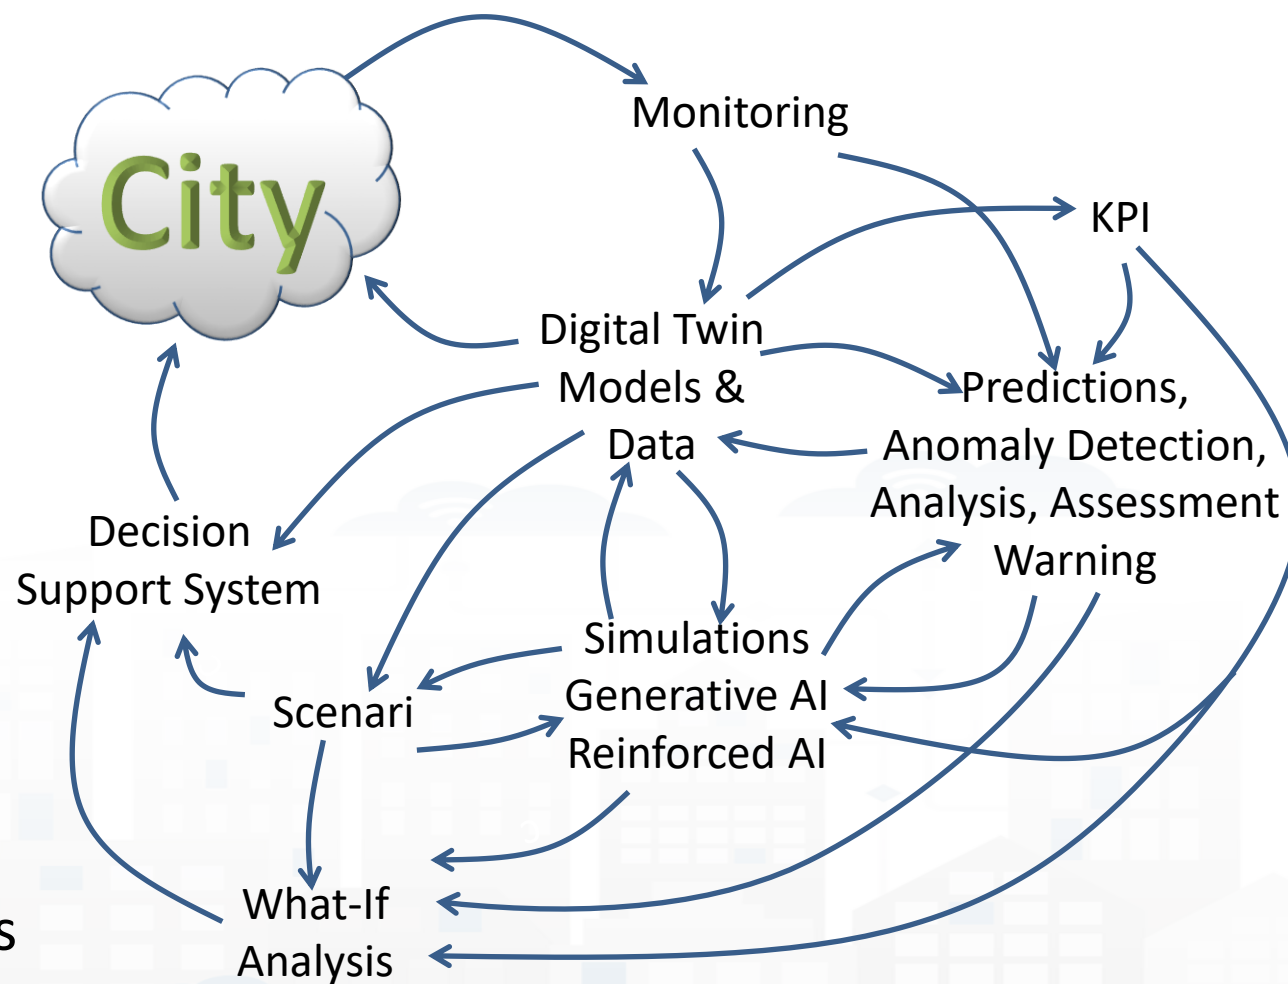 City
Monitoring
KPI
Digital Twin
Models &
Data
Predictions,
Anomaly Detection,
Analysis, Assessment
Warning
Decision
Support System
Simulations
Generative AI
Reinforced AI
Scenari
What-If
Analysis
s